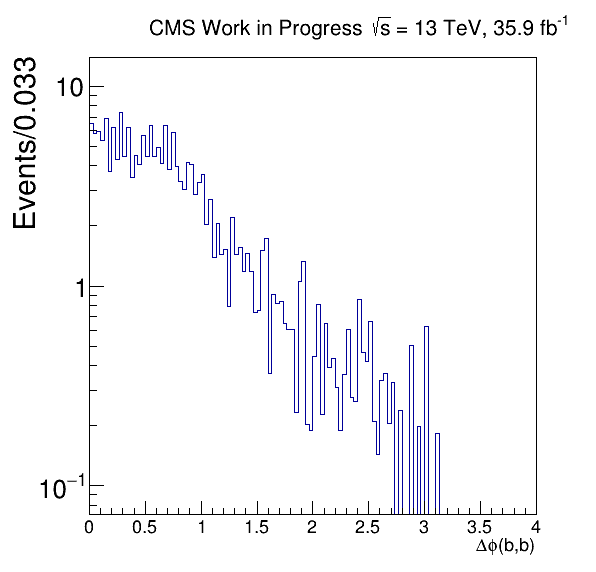 CMS Work in Progress √s = 13 TeV, 35.9 fb⁻¹
Events/0.033
10
1
10⁻¹
0 0.5 1 1.5 2 2.5 3 3.5 4
Δϕ(b,b)